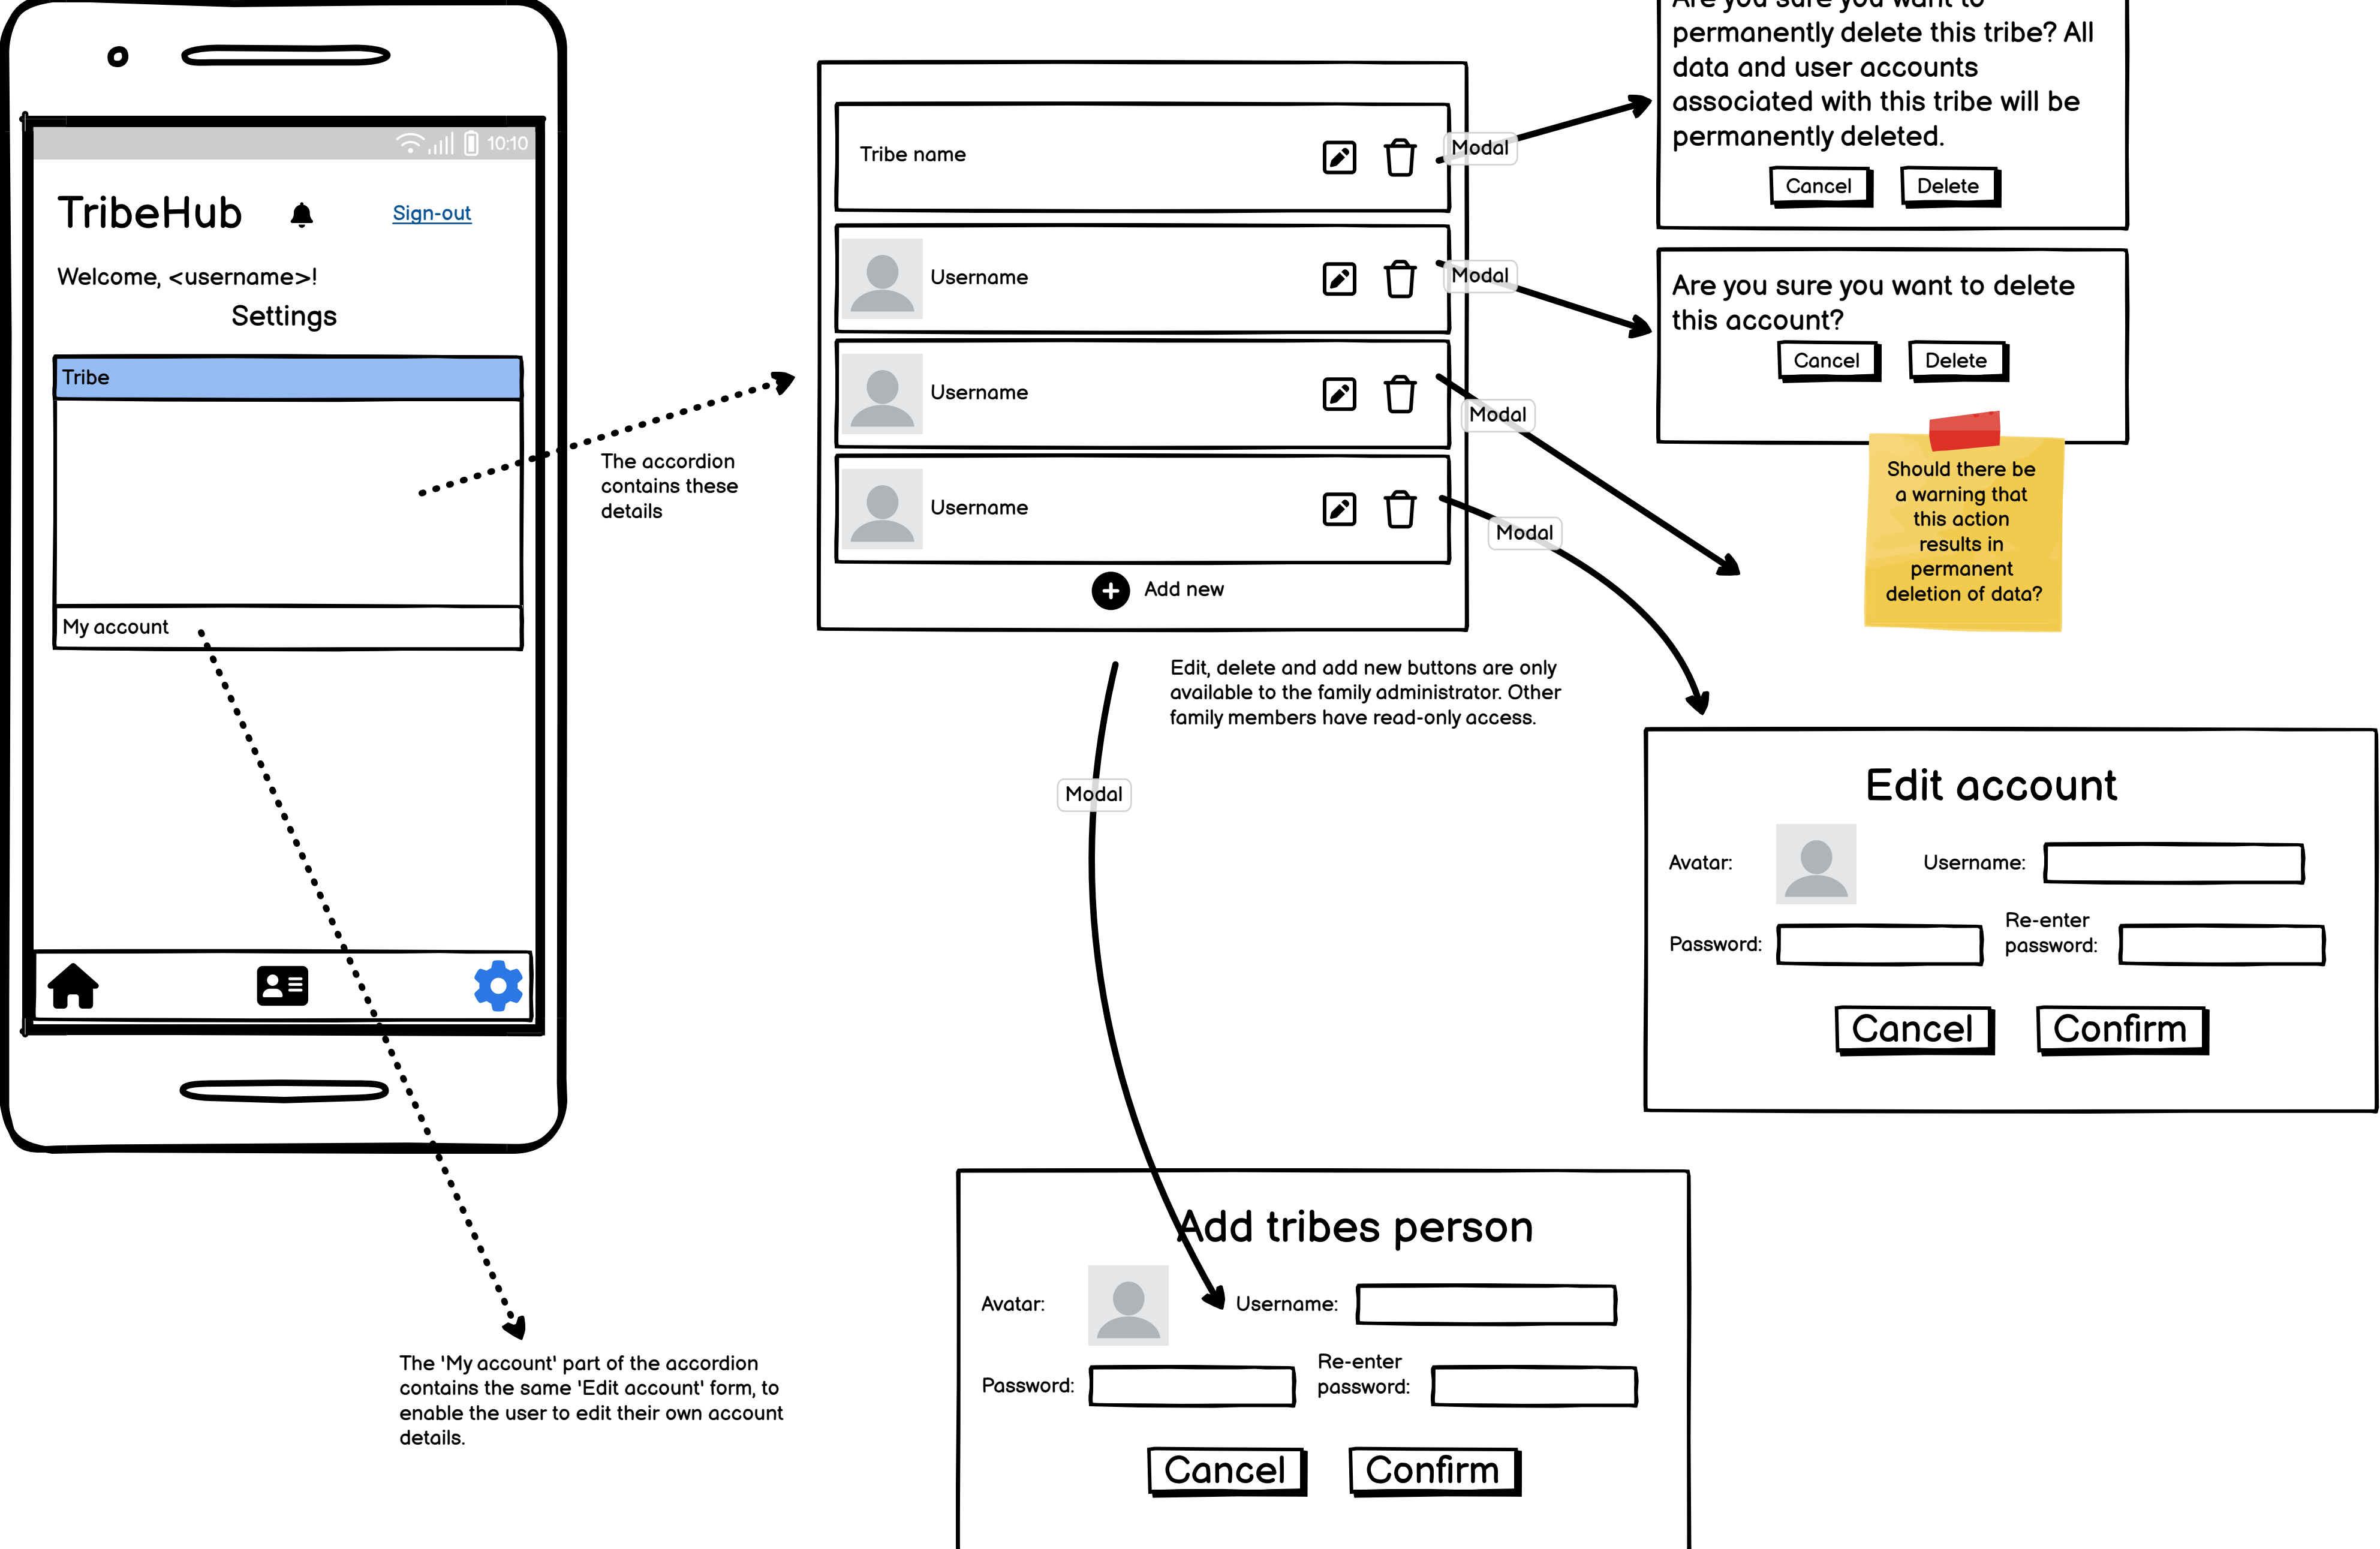 10:10
TribeHub
Sign-out
Welcome, <username>!
Settings
Tribe
My account
The accordion
contains these
details
Tribe name
Username
Username
Username
Add new
Modal
Modal
Modal
Modal
Modal
Are you sure you want to
permanently delete this tribe? All
data and user accounts
associated with this tribe will be
permanently deleted.
Cancel
Delete
Are you sure you want to delete
this account?
Cancel
Delete
Should there be
a warning that
this action
results in
permanent
deletion of data?
Edit, delete and add new buttons are only
available to the family administrator. Other
family members have read-only access.
Edit account
Avatar:
Username:
Password:
Re-enter
password:
Cancel
Confirm
Add tribes person
Avatar:
Username:
Password:
Re-enter
password:
Cancel
Confirm
The 'My account' part of the accordion
contains the same 'Edit account' form, to
enable the user to edit their own account
details.